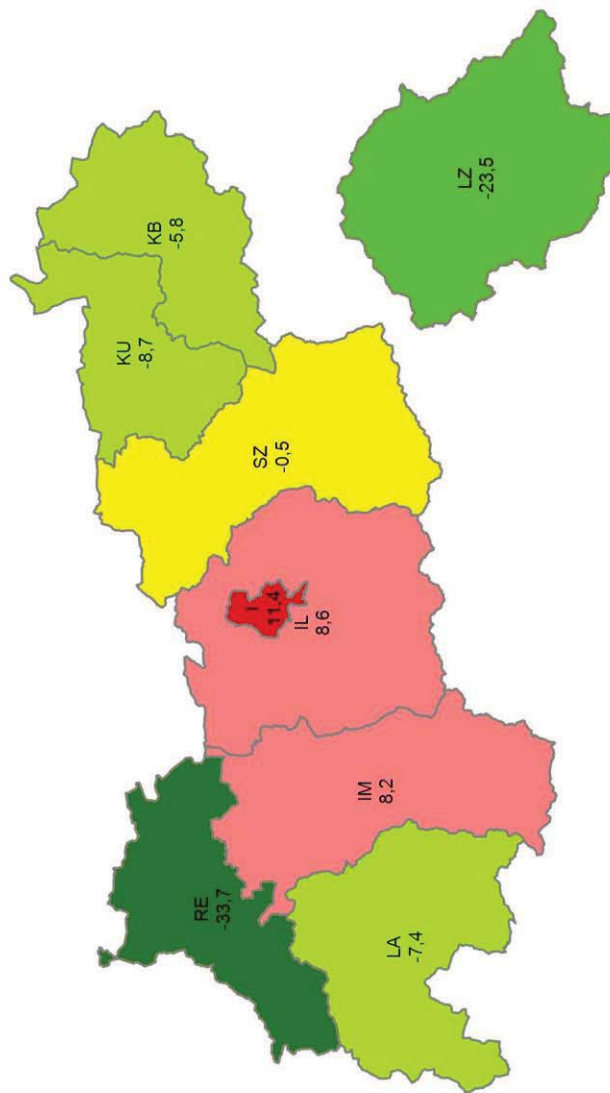 RE
-33,7
LA
-7,4
IM
8,2
I
11,4
IL
8,6
SZ
-0,5
KU
-8,7
KB
-5,8
LZ
-23,5